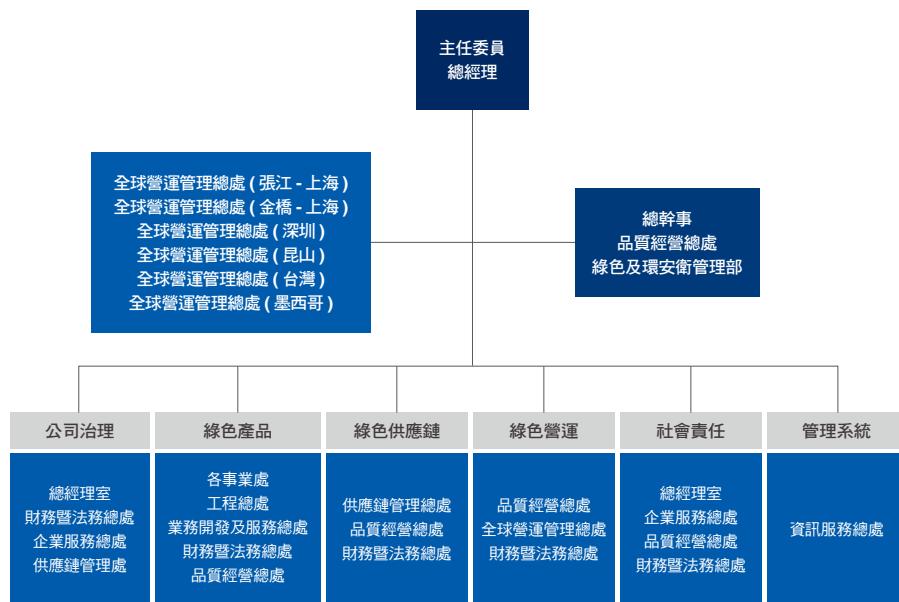 主任委員
總經理
全球營運管理總處 ( 張江 - 上海 )
全球營運管理總處 ( 金橋 - 上海 )
全球營運管理總處 ( 深圳 )
全球營運管理總處 ( 昆山 )
全球營運管理總處 ( 台灣 )
全球營運管理總處 ( 墨西哥 )
總幹事
品質經營總處
綠色及環安衛管理部
公司治理
總經理室
財務暨法務總處
企業服務總處
供應鏈管理處
綠色產品
各事業處
工程總處
業務開發及服務總處
財務暨法務總處
品質經營總處
綠色供應鏈
供應鏈管理總處
品質經營總處
財務暨法務總處
綠色營運
品質經營總處
全球營運管理總處
財務暨法務總處
社會責任
總經理室
企業服務總處
品質經營總處
財務暨法務總處
管理系統
資訊服務總處